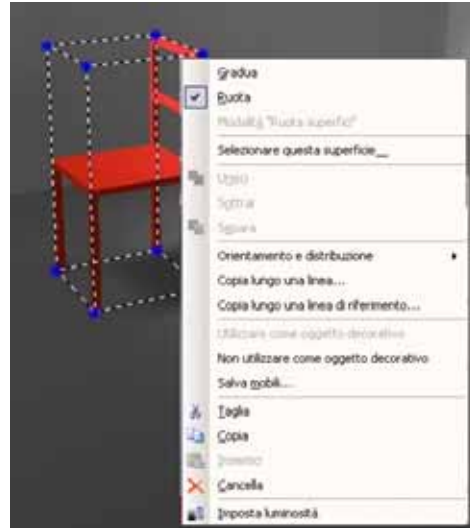 Gradua
Ruota
Modalità "Ruota superfici"
Selezionare questa superficie__
Unisci
Sottrai
Separa
Orientamento e distribuzione
Copia lungo una linea...
Copia lungo una linea di riferimento...
Utilizzare come oggetto decorativo
Non utilizzare come oggetto decorativo
Salva mobili...
Taglia
Copia
Cancella
Imposta luminosità